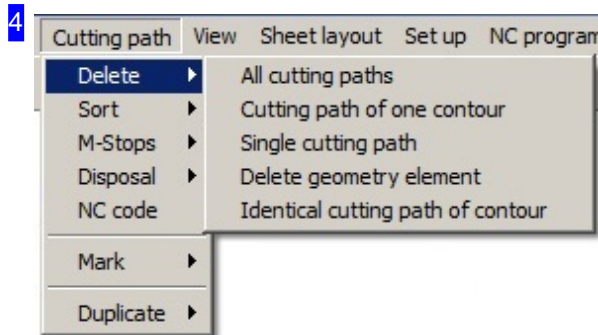 4
Cutting path View Sheet layout Set up NC program
Delete All cutting paths
Sort Cutting path of one contour
M-Stops Single cutting path
Disposal Delete geometry element
NC code Identical cutting path of contour
Mark
Duplicate